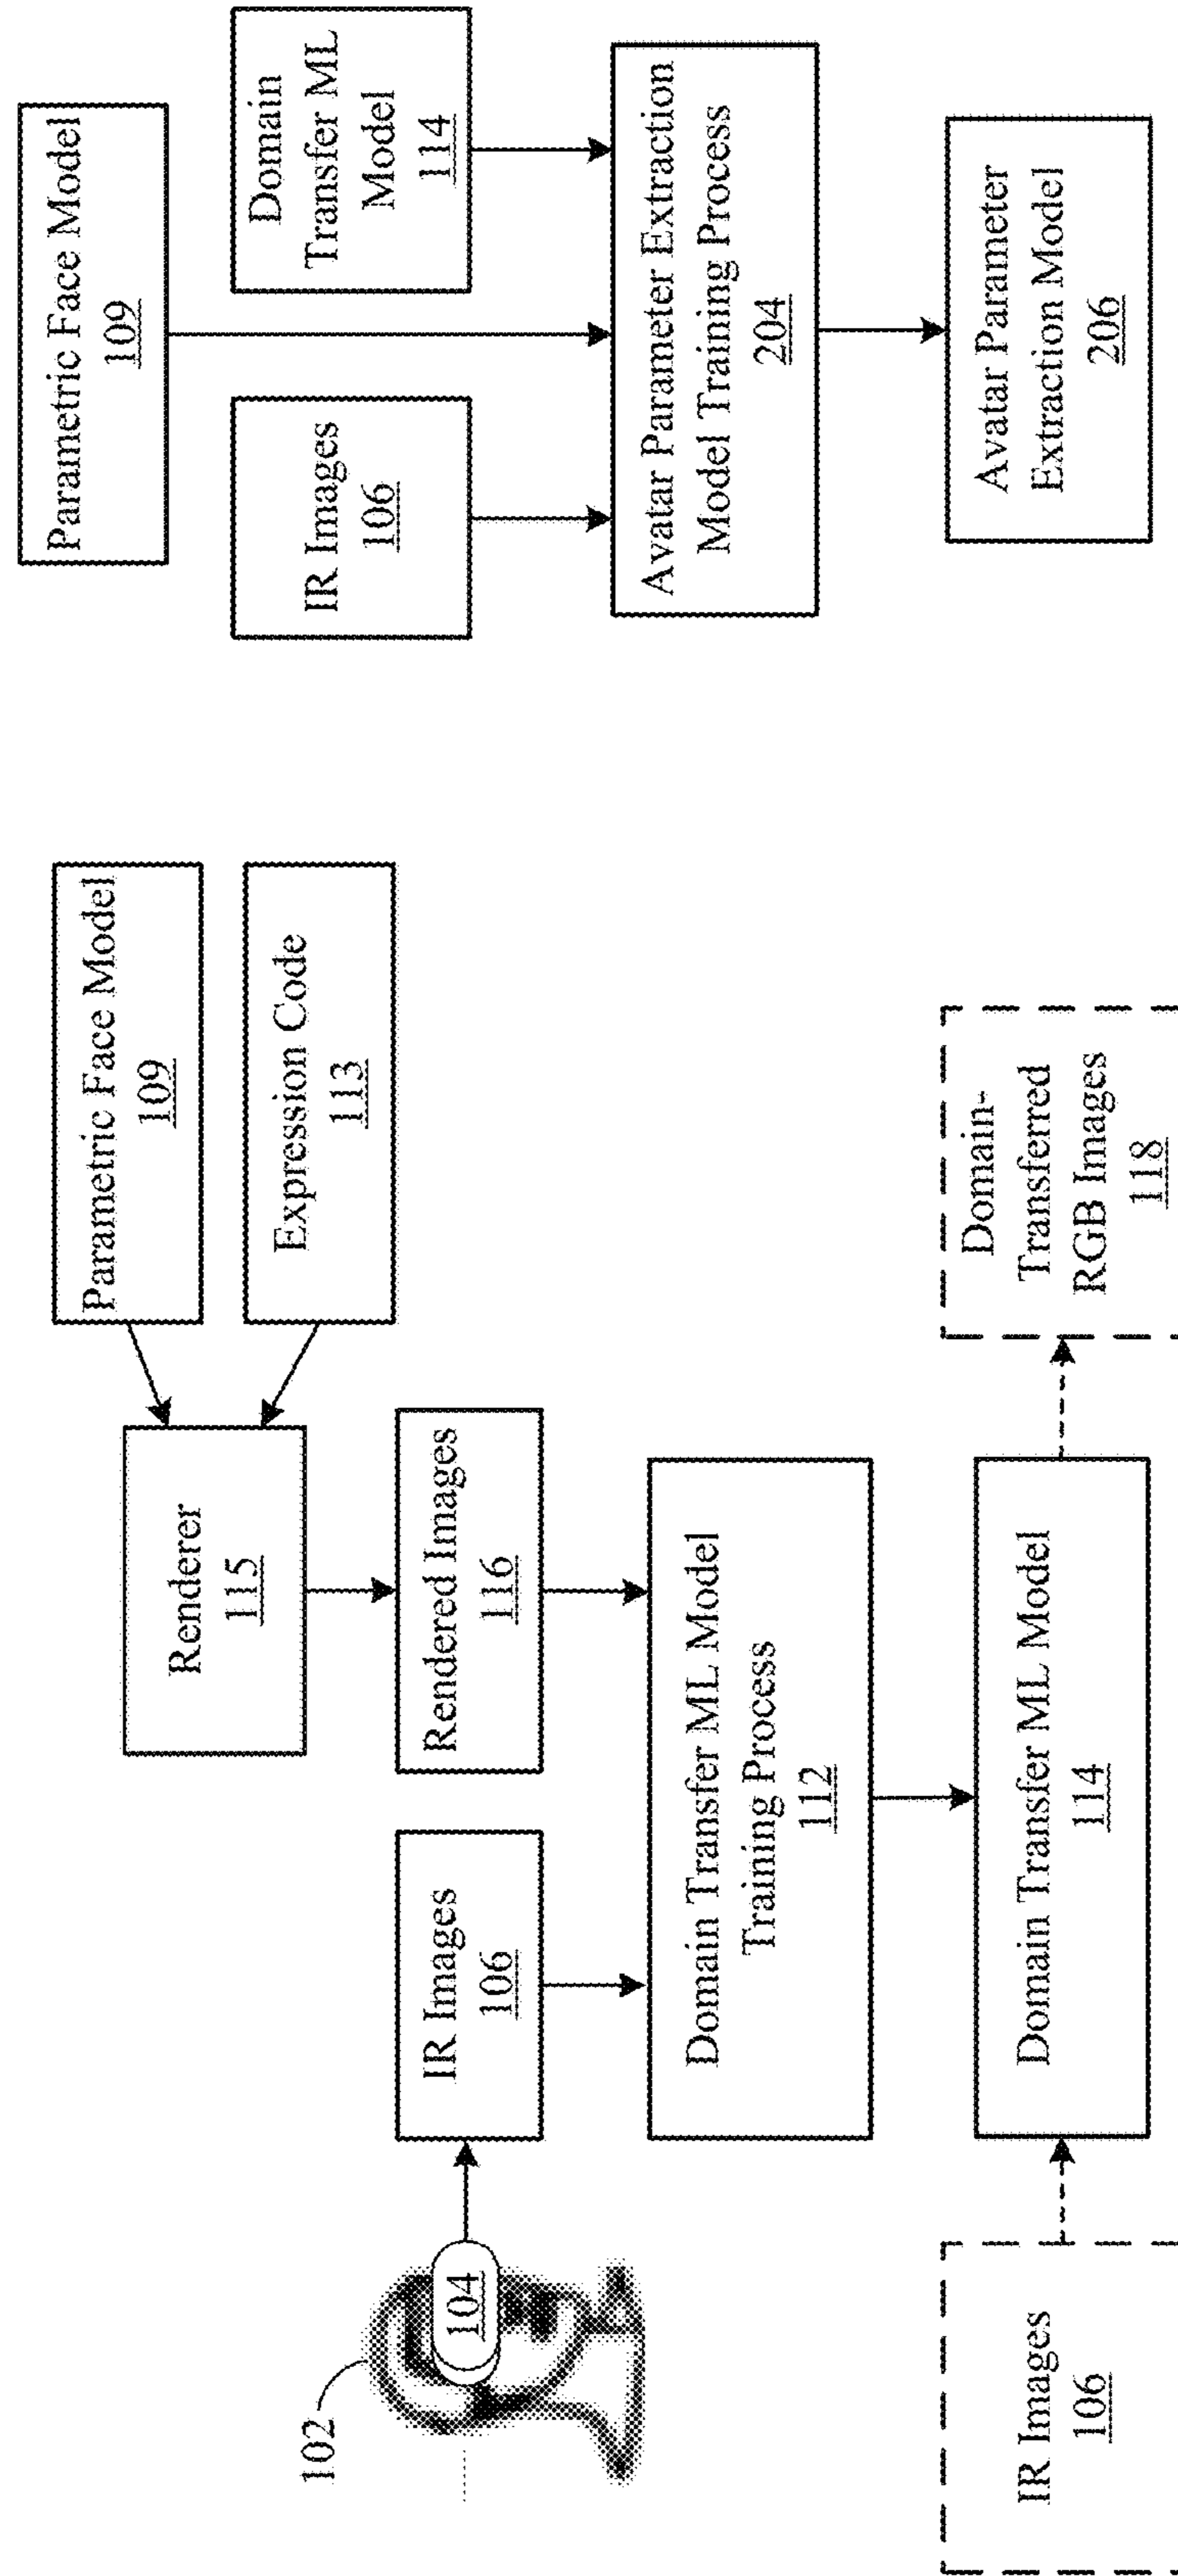 Parametric Face Model
109
Expression Code
113
Renderer
115
Rendered Images
116
102
104
IR Images
106
Domain Transfer ML Model
Training Process
112
IR Images
106
Domain Transfer ML Model
114
Domain-
Transferred
RGB Images
118
Parametric Face Model
109
IR Images
106
Domain
Transfer ML
Model
114
Avatar Parameter Extraction
Model Training Process
204
Avatar Parameter
Extraction Model
206